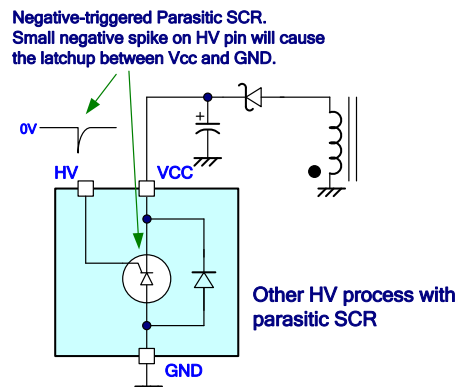 Negative-triggered Parasitic SCR.
Small negative spike on HV pin will cause
the latchup between Vcc and GND.
+
0V
HV
VCC
Other HV process with
parasitic SCR
GND